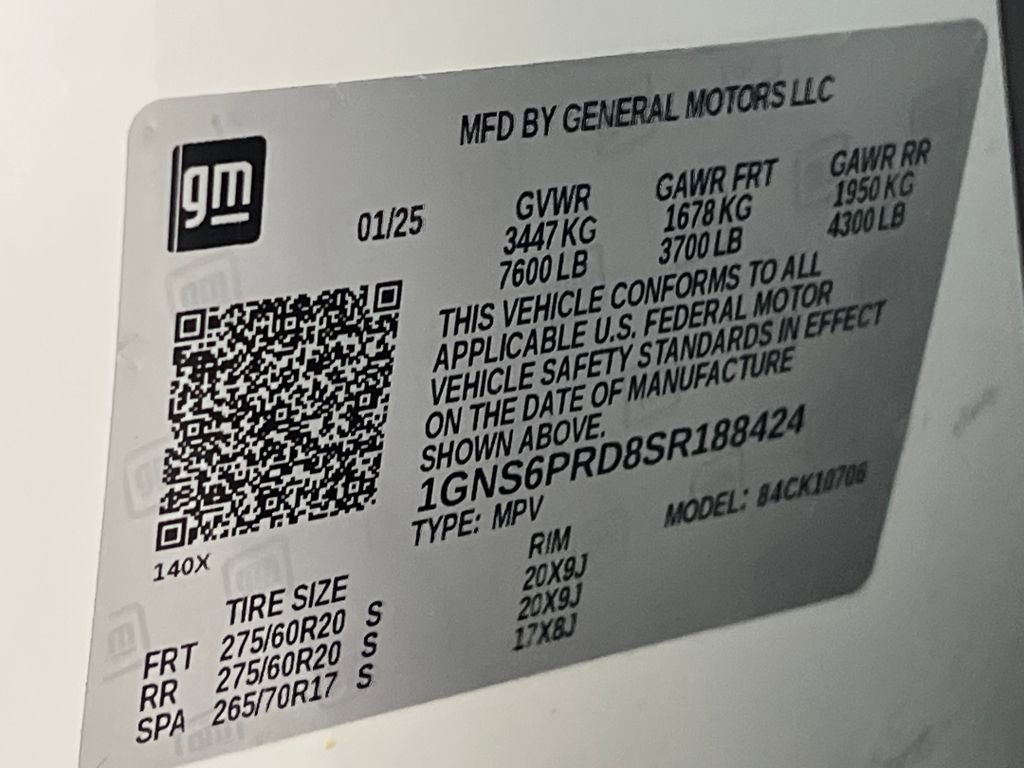 gm
MFD BY GENERAL MOTORS LLC
01/25 GVWR GAWR FRT GAWR RR
3447 KG 1678 KG 1950 KG
7600 LB 3700 LB 4300 LB
THIS VEHICLE CONFORMS TO ALL
APPLICABLE U.S. FEDERAL MOTOR
VEHICLE SAFETY STANDARDS IN EFFECT
ON THE DATE OF MANUFACTURE
SHOWN ABOVE.
1GNS6PRD8SR188424
TYPE: MPV MODEL: 84CK10706
140X
TIRE SIZE RIM
FRT 275/60R20 S 20X9J
RR 275/60R20 S 20X9J
SPA 265/70R17 S 17X8J